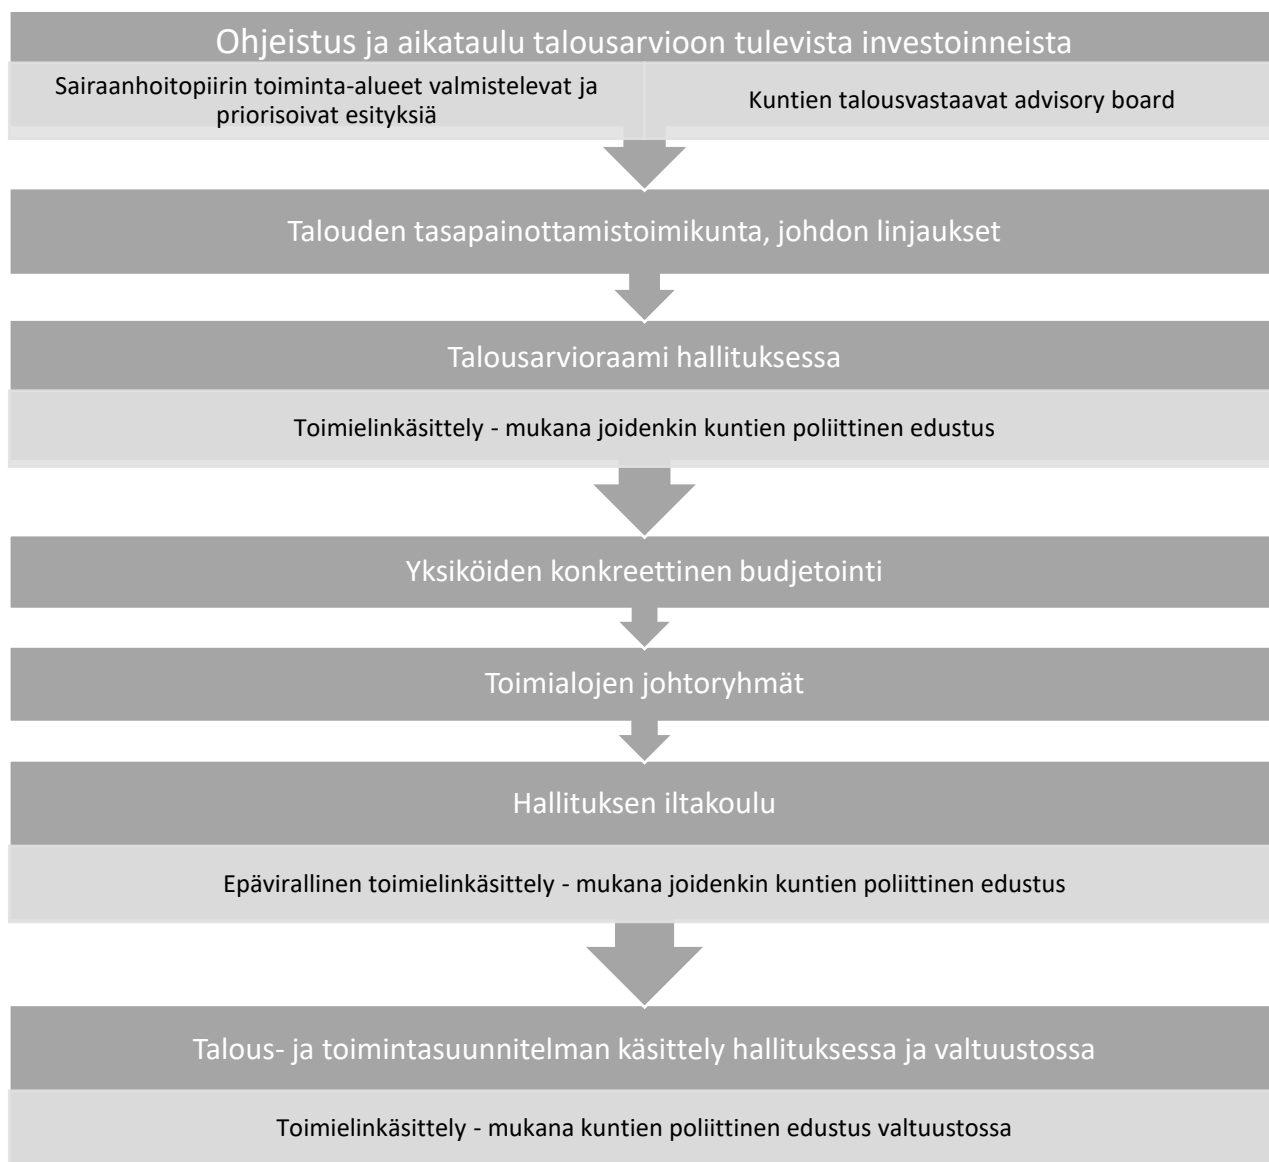 Ohjeistus ja aikataulu talousarvioon tulevista investoinneista
Sairaanhoitopiirin toiminta-alueet valmistelevat ja
priorisoivat esityksiä
Kuntien talousvastaavat advisory board
Talouden tasapainottamistoimikunta, johdon linjaukset
Talousarvioraami hallituksessa
Toimielinkäsittely - mukana joidenkin kuntien poliittinen edustus
Yksiköiden konkreettinen budjetointi
Toimialojen johtoryhmät
Hallituksen iltakoulu
Epävirallinen toimielinkäsittely - mukana joidenkin kuntien poliittinen edustus
Talous- ja toimintasuunnitelman käsittely hallituksessa ja valtuustossa
Toimielinkäsittely - mukana kuntien poliittinen edustus valtuustossa